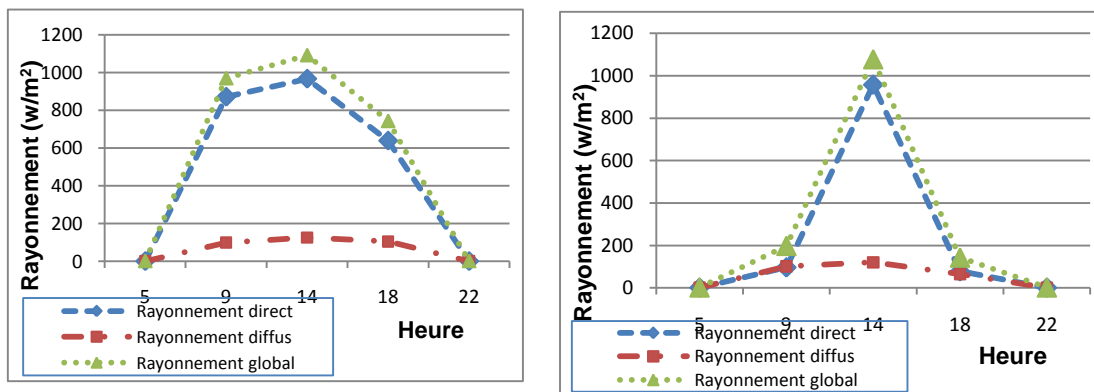 Rayonnement (w/m²)
1200
1000
800
600
400
200
0
5 9 14 18 22
Heure
Rayonnement direct
Rayonnement diffus
Rayonnement global
Rayonnement (w/m²)
1200
1000
800
600
400
200
0
5 9 14 18 22
Heure
Rayonnement direct
Rayonnement diffus
Rayonnement global